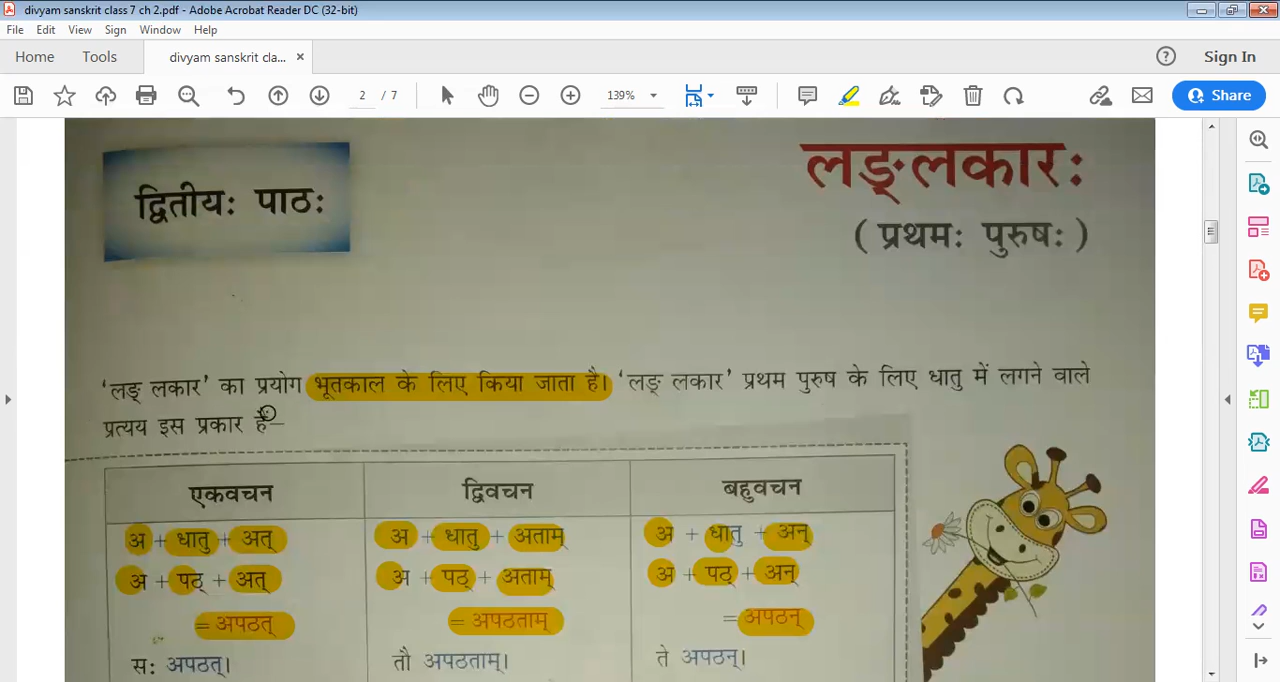 divyam sanskrit class 7 ch 2.pdf - Adobe Acrobat Reader DC (32-bit)
File Edit View Sign Window Help
Home Tools divyam sanskrit cla... × Sign In
2 / 7 139% Share
द्वितीयः पाठः
लङ्लकारः
(प्रथमः पुरुषः)
‘लङ् लकार’ का प्रयोग भूतकाल के लिए किया जाता है। ‘लङ् लकार’ प्रथम पुरुष के लिए धातु में लगने वाले
प्रत्यय इस प्रकार हैं–
एकवचन द्विवचन बहुवचन
अ + धातु + अत् अ + धातु + अताम् अ + धातु + अन्
अ + पठ् + अत् अ + पठ् + अताम् अ + पठ् + अन्
= अपठत् = अपठताम् = अपठन्
सः अपठत्। तौ अपठताम्। ते अपठन्।